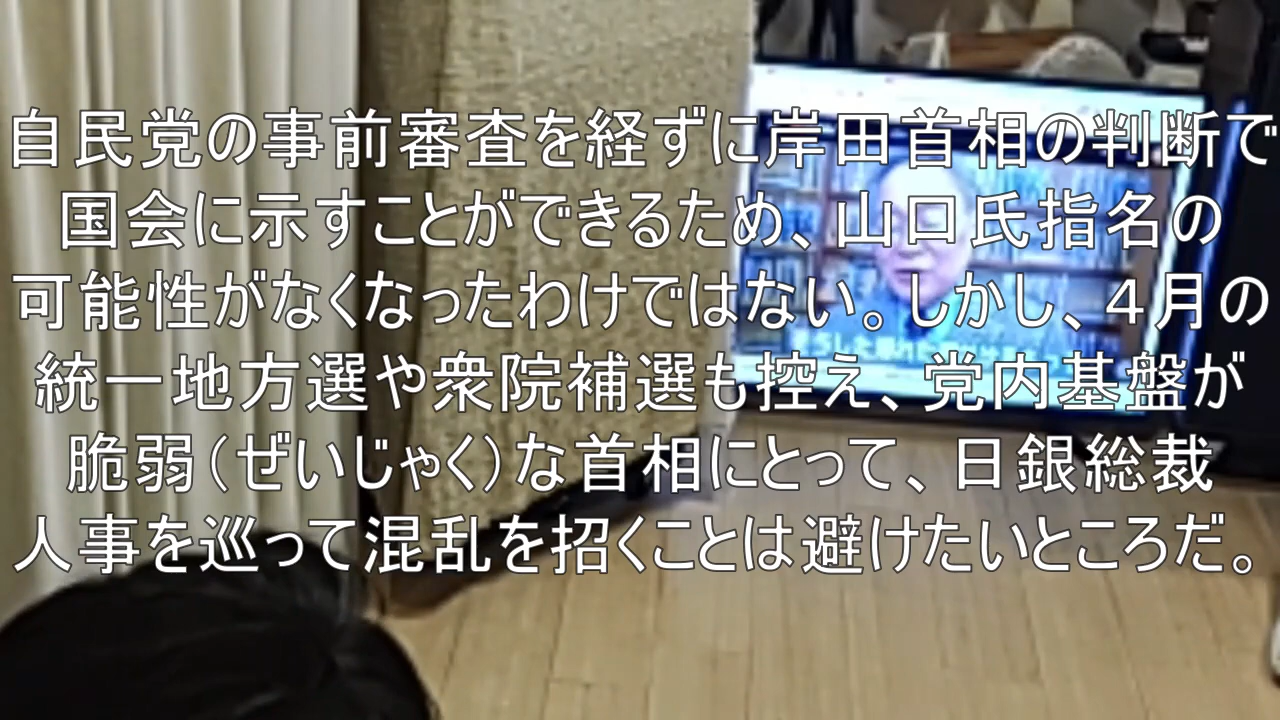 自民党の事前審査を経ずに岸田首相の判断で
国会に示すことができるため、山口氏指名の
可能性がなくなったわけではない。しかし、４月の
統一地方選や衆院補選も控え、党内基盤が
脆弱（ぜいじゃく）な首相にとって、日銀総裁
人事を巡って混乱を招くことは避けたいところだ。